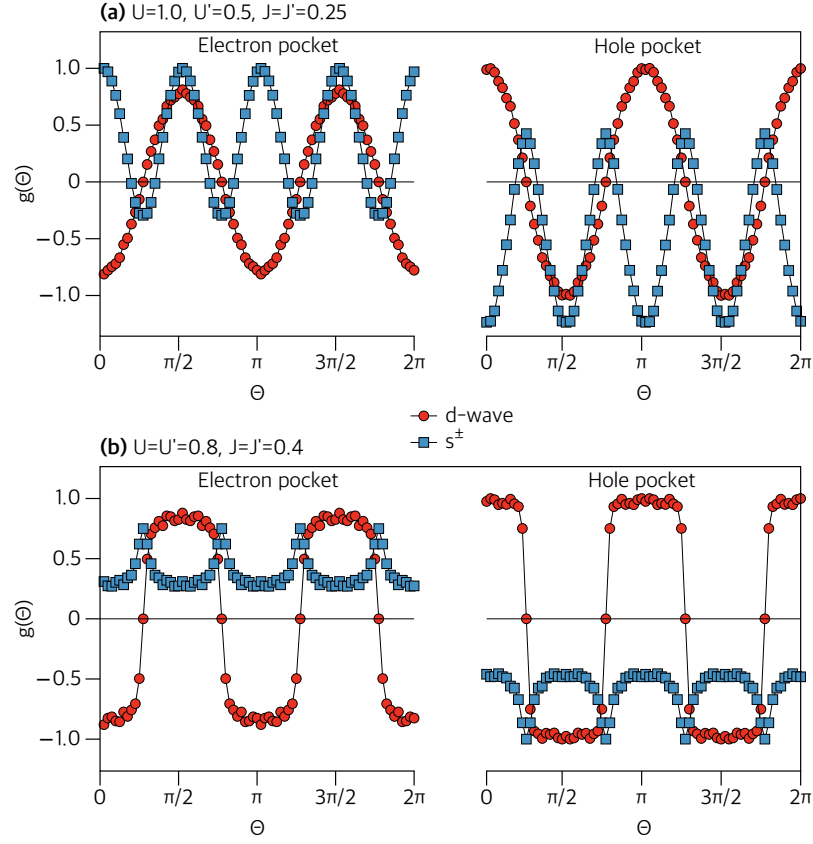 (a) U=1.0, U'=0.5, J=J'=0.25
Electron pocket
Hole pocket
1.0
0.5
0
−0.5
−1.0
g(Θ)
0 π/2 π 3π/2 2π
Θ
0 π/2 π 3π/2 2π
Θ
d-wave
s±
(b) U=U'=0.8, J=J'=0.4
Electron pocket
Hole pocket
1.0
0.5
0
−0.5
−1.0
g(Θ)
0 π/2 π 3π/2 2π
Θ
0 π/2 π 3π/2 2π
Θ